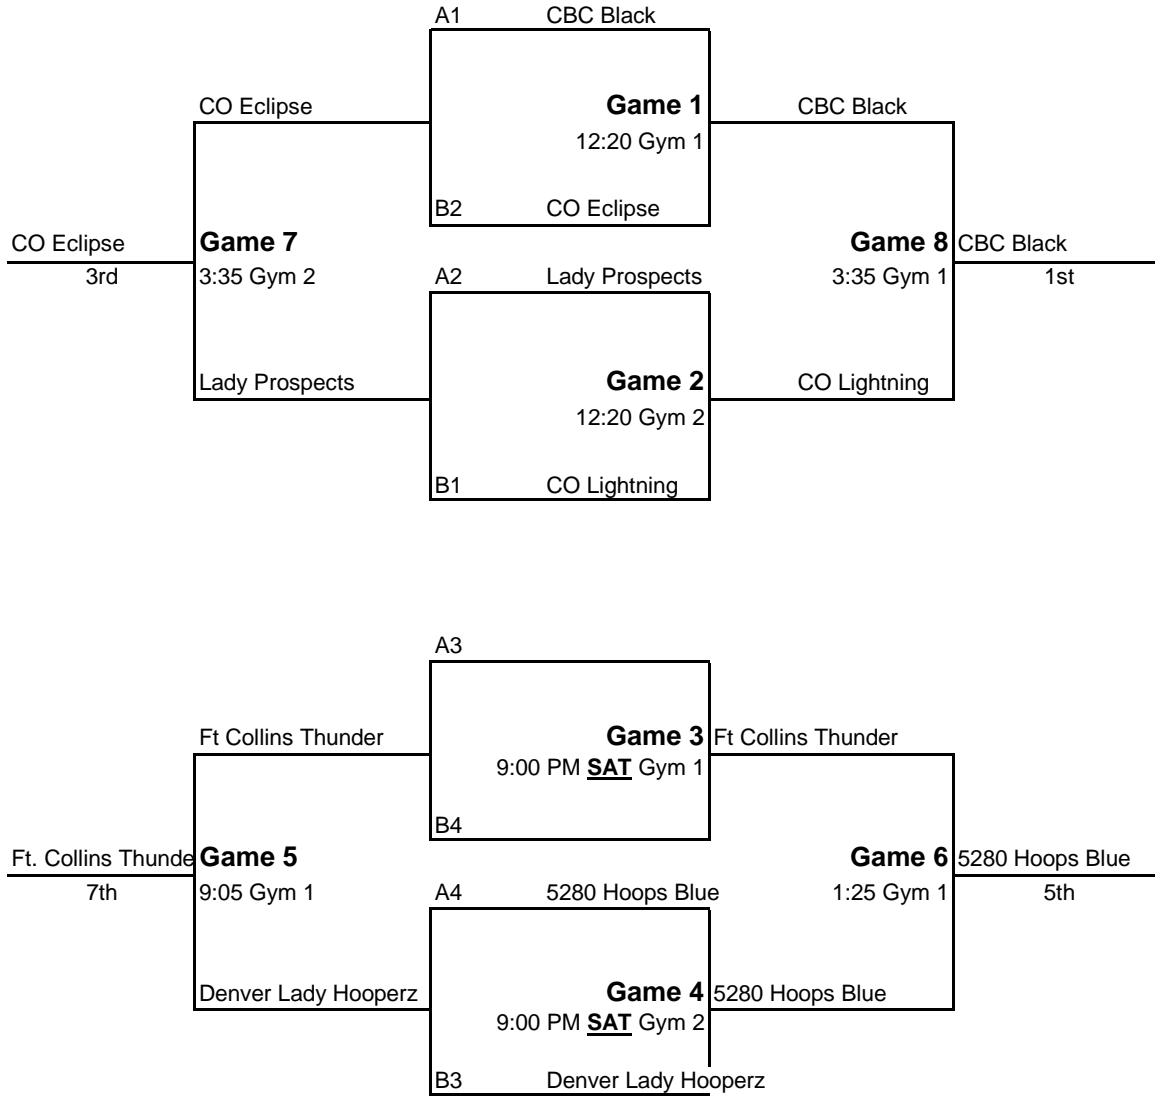 A1 CBC Black
CO Eclipse Game 1 CBC Black
12:20 Gym 1
B2 CO Eclipse
CO Eclipse Game 7 Game 8 CBC Black
3rd 3:35 Gym 2 A2 Lady Prospects 3:35 Gym 1 1st
Lady Prospects Game 2 CO Lightning
12:20 Gym 2
B1 CO Lightning
A3
Ft Collins Thunder Game 3 Ft Collins Thunder
9:00 PM SAT Gym 1
B4
Ft. Collins Thunde Game 5 Game 6 5280 Hoops Blue
7th 9:05 Gym 1 A4 5280 Hoops Blue 1:25 Gym 1 5th
Denver Lady Hooperz Game 4 5280 Hoops Blue
9:00 PM SAT Gym 2
B3 Denver Lady Hooperz